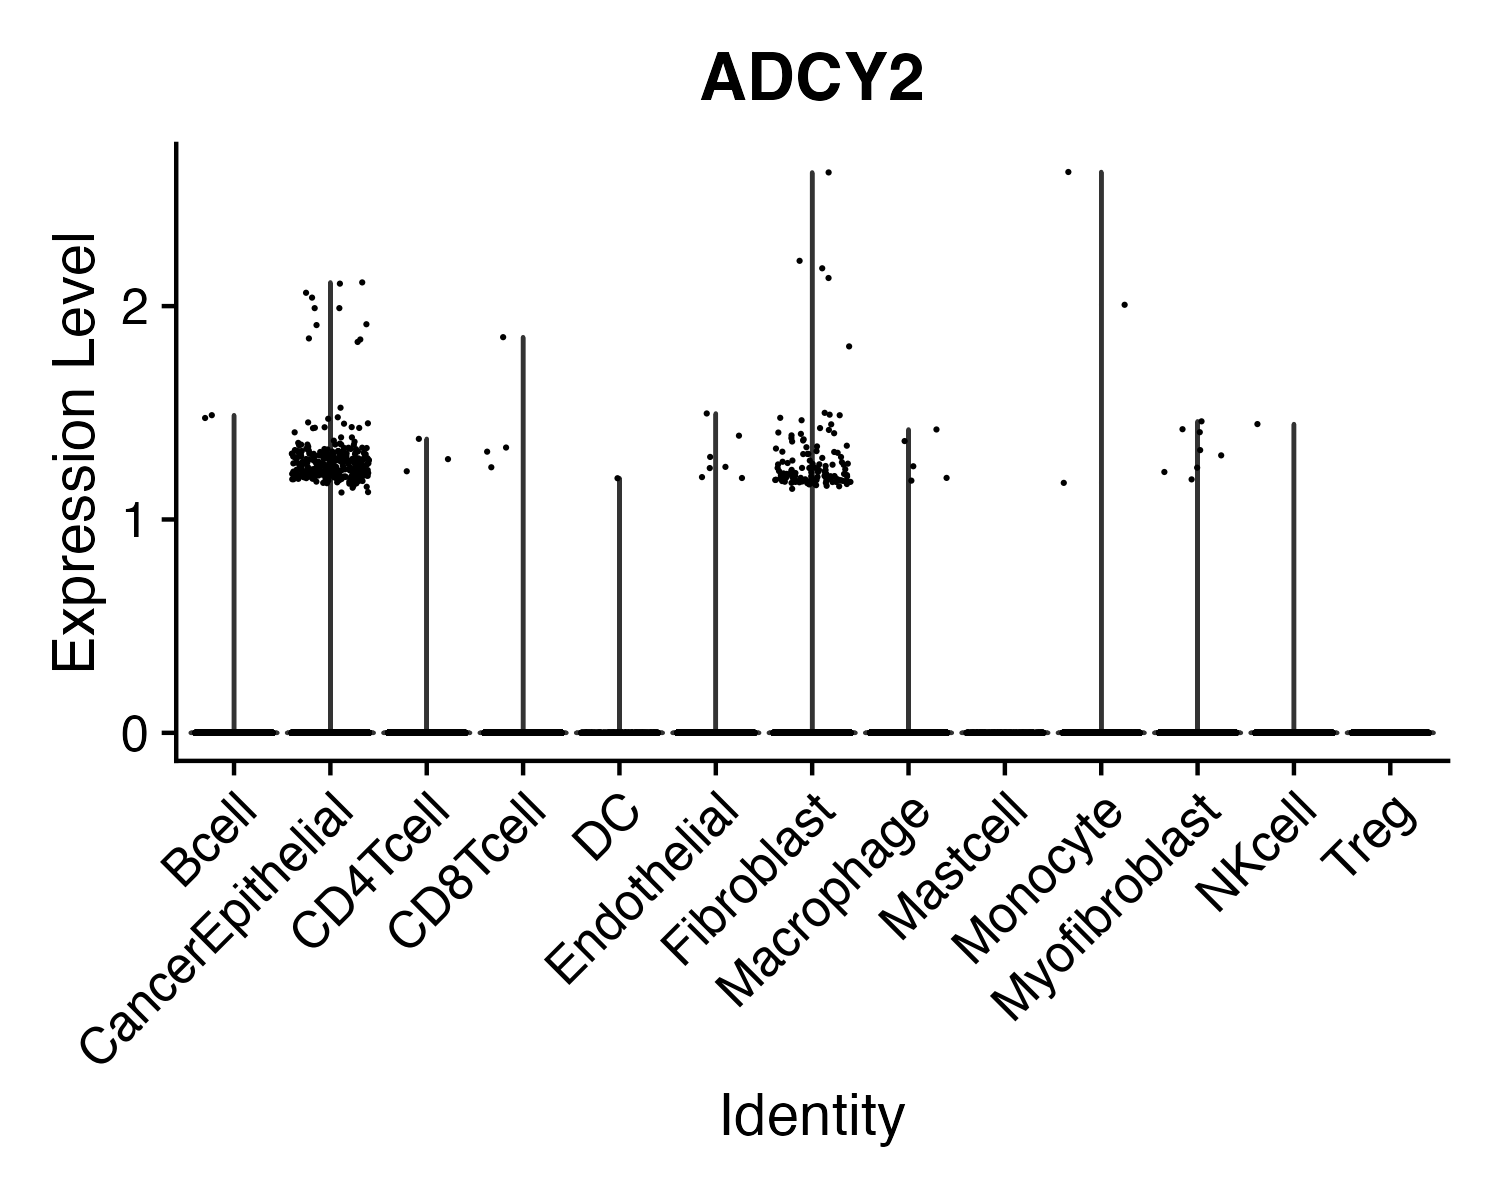 ADCY2
Expression Level
2
1
0
Bcell
CancerEpithelial
CD4Tcell
CD8Tcell
DC
Endothelial
Fibroblast
Macrophage
Mastcell
Monocyte
Myofibroblast
NKcell
Treg
Identity